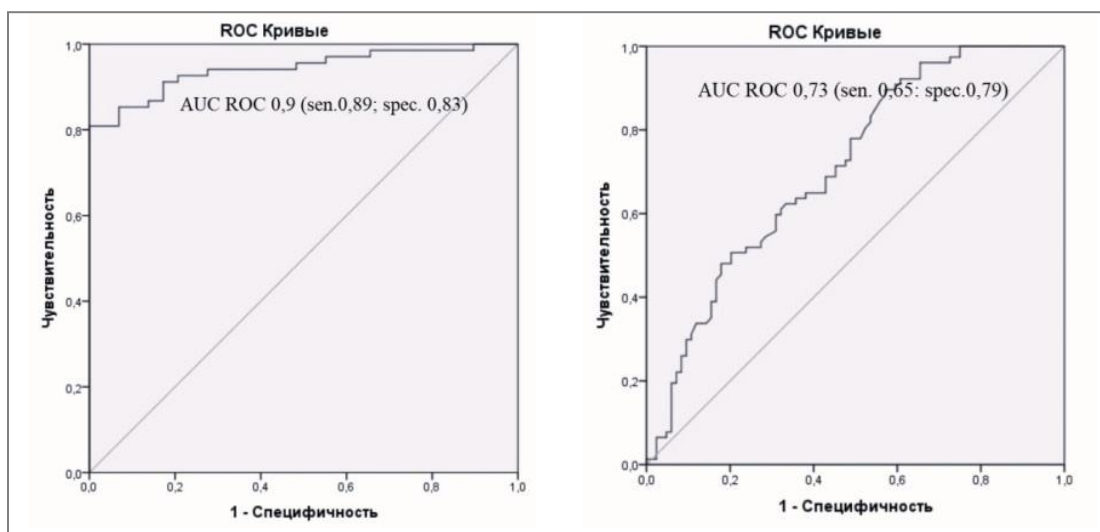 ROC Кривые
1,0
0,8
0,6
0,4
0,2
0,0
Чувствительность
AUC ROC 0,9 (sen.0,89; spec. 0,83)
0,0 0,2 0,4 0,6 0,8 1,0
1 - Специфичность
ROC Кривые
1,0
0,8
0,6
0,4
0,2
0,0
Чувствительность
AUC ROC 0,73 (sen. 0,65: spec.0,79)
0,0 0,2 0,4 0,6 0,8 1,0
1 - Специфичность